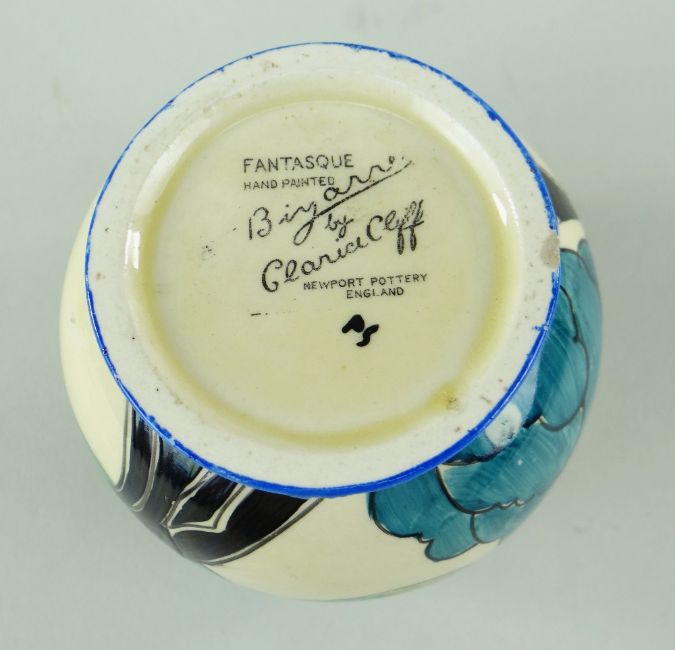 FANTASQUE
HAND PAINTED
Bizarre
by
Clarice Cliff
NEWPORT POTTERY
ENGLAND